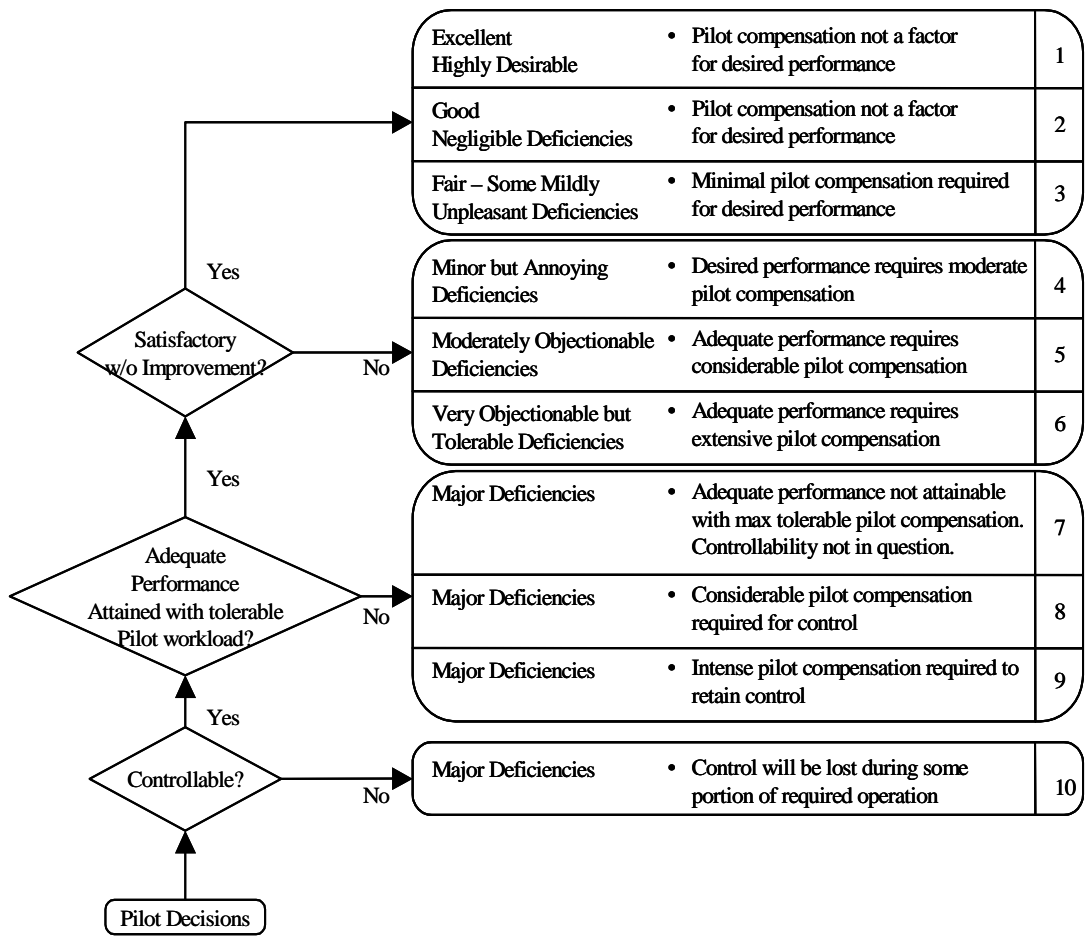 Excellent
Highly Desirable
• Pilot compensation not a factor
for desired performance
1
Good
Negligible Deficiencies
• Pilot compensation not a factor
for desired performance
2
Fair – Some Mildly
Unpleasant Deficiencies
• Minimal pilot compensation required
for desired performance
3
Yes
Minor but Annoying
Deficiencies
• Desired performance requires moderate
pilot compensation
4
Satisfactory
w/o Improvement?
No
Moderately Objectionable
Deficiencies
• Adequate performance requires
considerable pilot compensation
5
Very Objectionable but
Tolerable Deficiencies
• Adequate performance requires
extensive pilot compensation
6
Yes
Major Deficiencies
• Adequate performance not attainable
with max tolerable pilot compensation.
Controllability not in question.
7
Adequate
Performance
Attained with tolerable
Pilot workload?
No
Major Deficiencies
• Considerable pilot compensation
required for control
8
Major Deficiencies
• Intense pilot compensation required to
retain control
9
Yes
Controllable?
No
Major Deficiencies
• Control will be lost during some
portion of required operation
10
Pilot Decisions